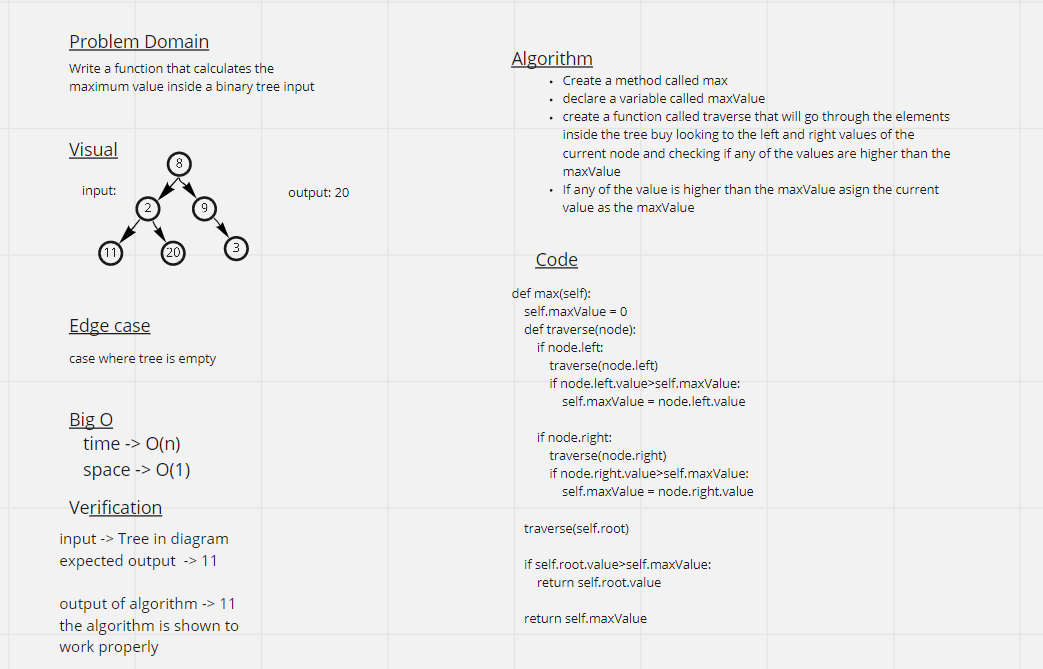 Problem Domain
Write a function that calculates the
maximum value inside a binary tree input
Visual
input:
8
2
9
11
20
3
output: 20
Edge case
case where tree is empty
Big O
time -> O(n)
space -> O(1)
Verification
input -> Tree in diagram
expected output -> 11
output of algorithm -> 11
the algorithm is shown to
work properly
Algorithm
• Create a method called max
• declare a variable called maxValue
• create a function called traverse that will go through the elements
inside the tree buy looking to the left and right values of the
current node and checking if any of the values are higher than the
maxValue
• If any of the value is higher than the maxValue asign the current
value as the maxValue
Code
def max(self):
self.maxValue = 0
def traverse(node):
if node.left:
traverse(node.left)
if node.left.value>self.maxValue:
self.maxValue = node.left.value
if node.right:
traverse(node.right)
if node.right.value>self.maxValue:
self.maxValue = node.right.value
traverse(self.root)
if self.root.value>self.maxValue:
return self.root.value
return self.maxValue